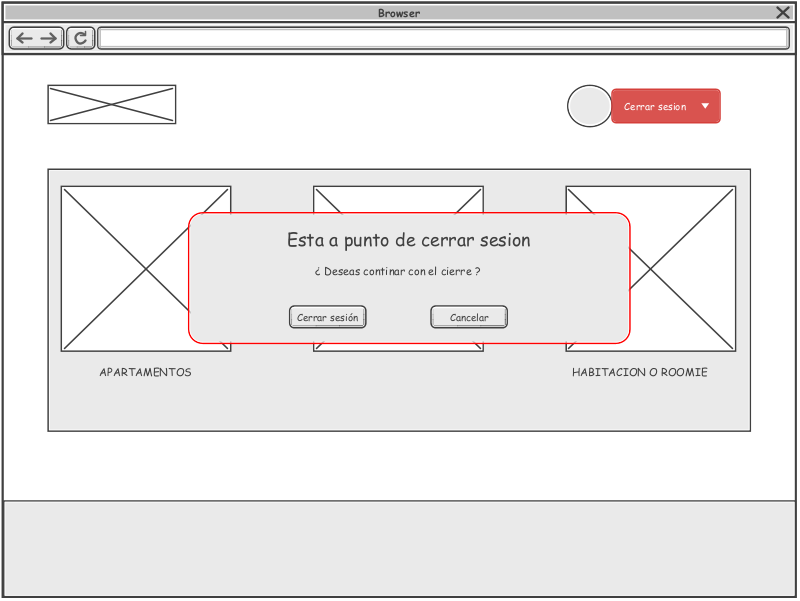 Browser
Cerrar sesion
Esta a punto de cerrar sesion
¿ Deseas continar con el cierre ?
Cerrar sesión
Cancelar
APARTAMENTOS
HABITACION O ROOMIE